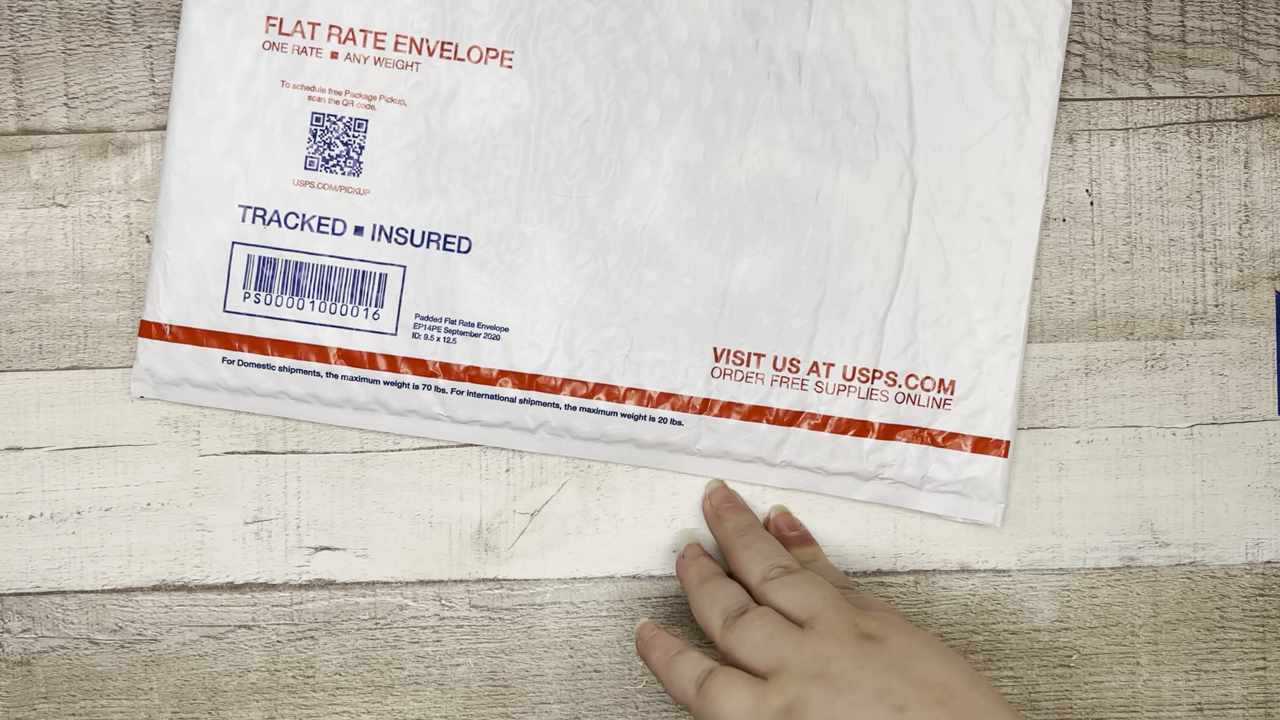 FLAT RATE ENVELOPE
ONE RATE ■ ANY WEIGHT
To schedule free Package Pickup,
scan the QR code.
USPS.COM/PICKUP
TRACKED ■ INSURED
PS00001000016
Padded Flat Rate Envelope
EP14PE September 2020
ID: 9.5 x 12.5
VISIT US AT USPS.COM
ORDER FREE SUPPLIES ONLINE
For Domestic shipments, the maximum weight is 70 lbs. For international shipments, the maximum weight is 20 lbs.